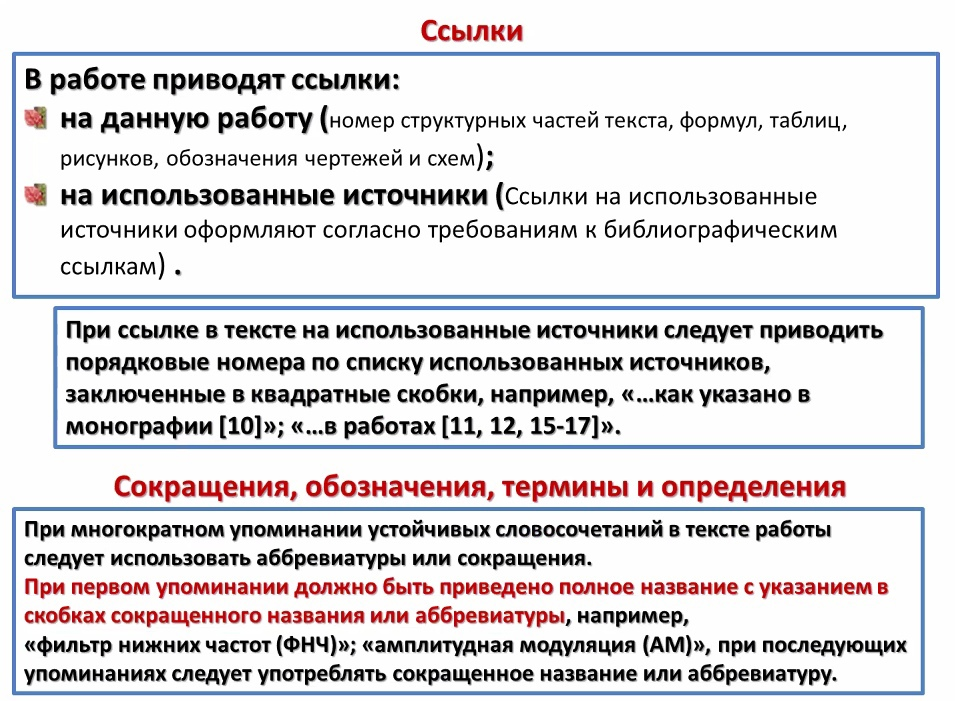 Ссылки
В работе приводят ссылки:
на данную работу (номер структурных частей текста, формул, таблиц,
рисунков, обозначения чертежей и схем);
на использованные источники (Ссылки на использованные
источники оформляют согласно требованиям к библиографическим
ссылкам) .
При ссылке в тексте на использованные источники следует приводить
порядковые номера по списку использованных источников,
заключенные в квадратные скобки, например, «…как указано в
монографии [10]»; «…в работах [11, 12, 15-17]».
Сокращения, обозначения, термины и определения
При многократном упоминании устойчивых словосочетаний в тексте работы
следует использовать аббревиатуры или сокращения.
При первом упоминании должно быть приведено полное название с указанием в
скобках сокращенного названия или аббревиатуры, например,
«фильтр нижних частот (ФНЧ)»; «амплитудная модуляция (АМ)», при последующих
упоминаниях следует употреблять сокращенное название или аббревиатуру.